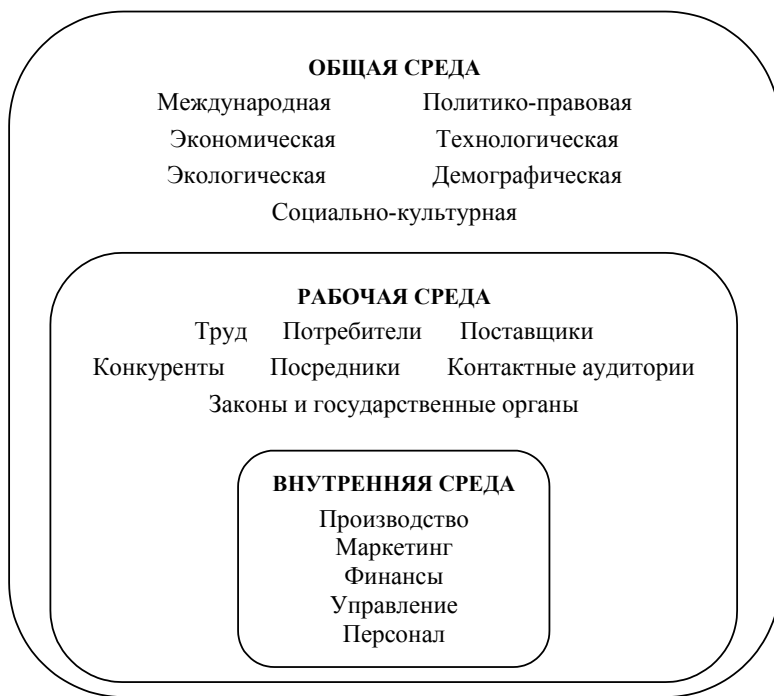 ОБЩАЯ СРЕДА
Международная Политико-правовая
Экономическая Технологическая
Экологическая Демографическая
Социально-культурная
РАБОЧАЯ СРЕДА
Труд Потребители Поставщики
Конкуренты Посредники Контактные аудитории
Законы и государственные органы
ВНУТРЕННЯЯ СРЕДА
Производство
Маркетинг
Финансы
Управление
Персонал